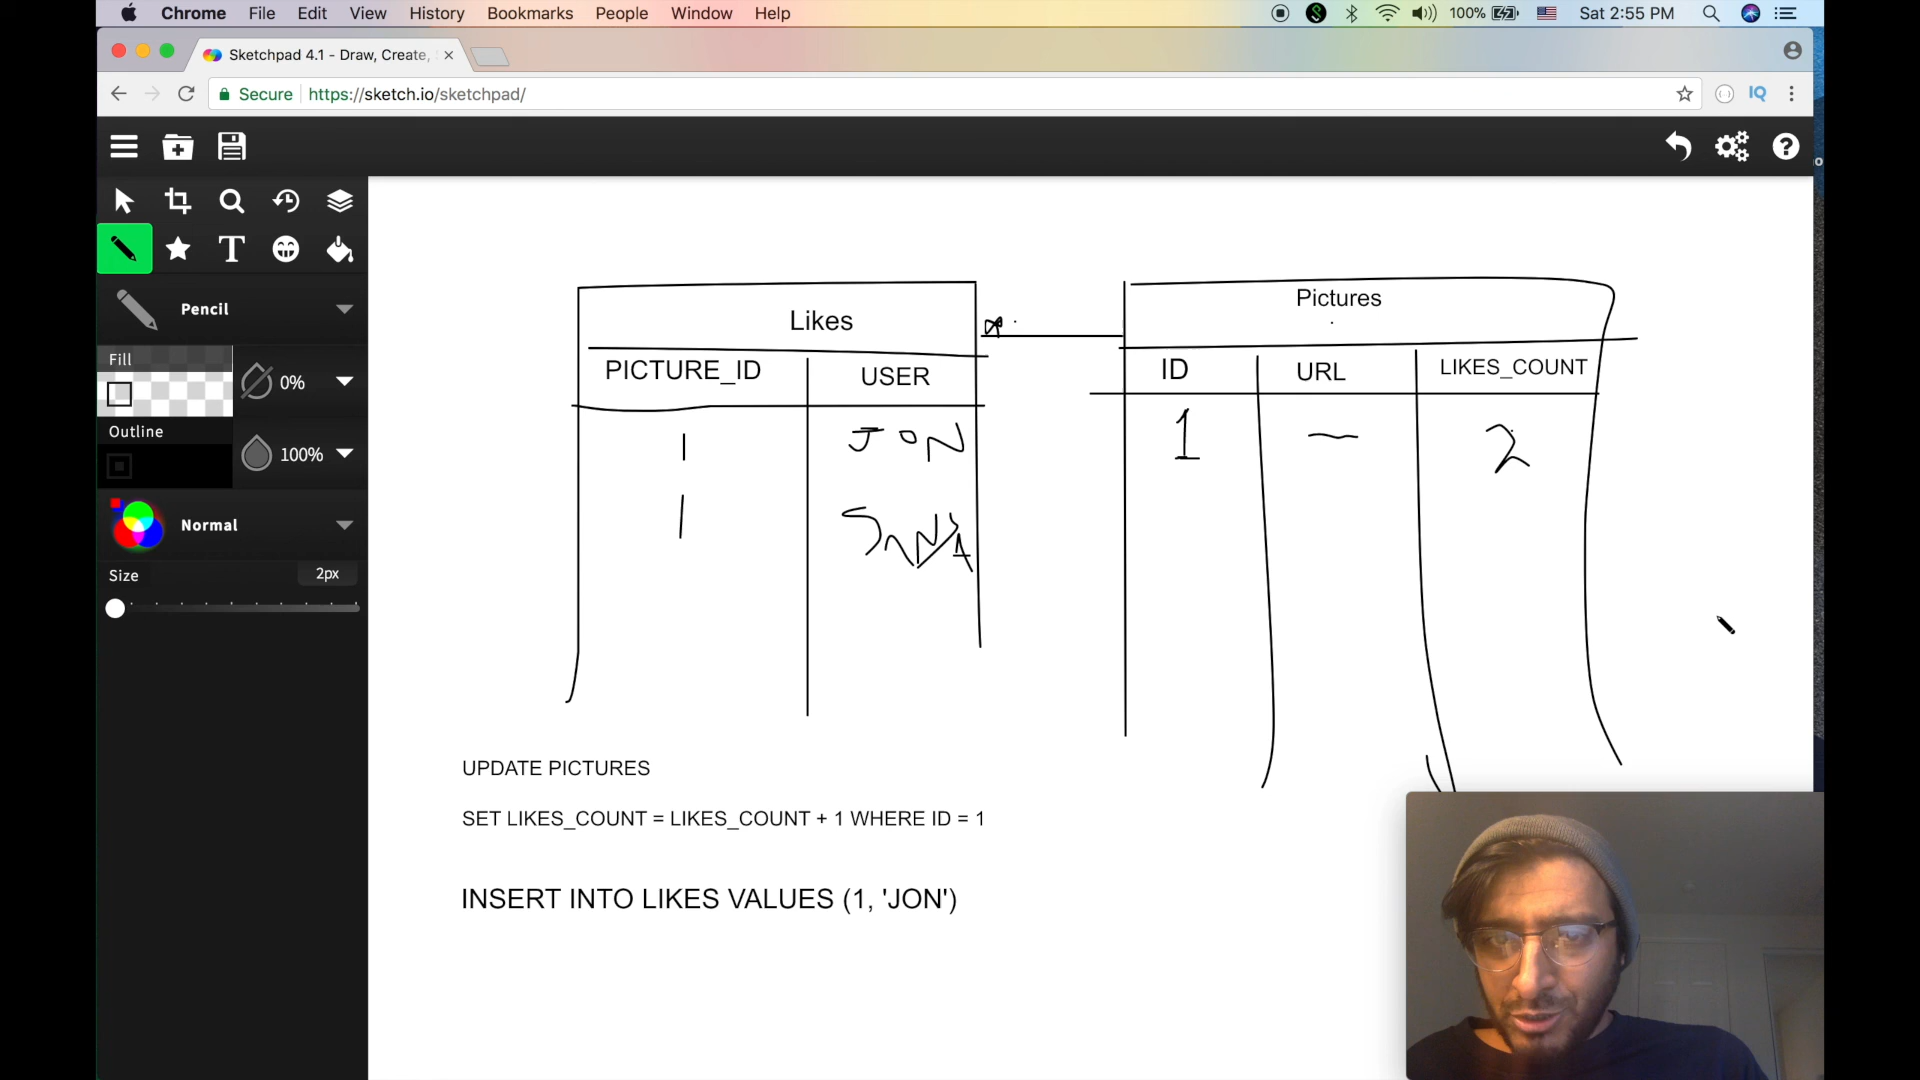 Chrome File Edit View History Bookmarks People Window Help 100% Sat 2:55 PM
Sketchpad 4.1 - Draw, Create,
Secure https://sketch.io/sketchpad/ IQ
Pencil
Fill
0%
Outline
100%
Normal
Size 2px
Likes
PICTURE_ID USER
1 JON
1
Pictures
ID URL LIKES_COUNT
1 — 2
UPDATE PICTURES
SET LIKES_COUNT = LIKES_COUNT + 1 WHERE ID = 1
INSERT INTO LIKES VALUES (1, 'JON')